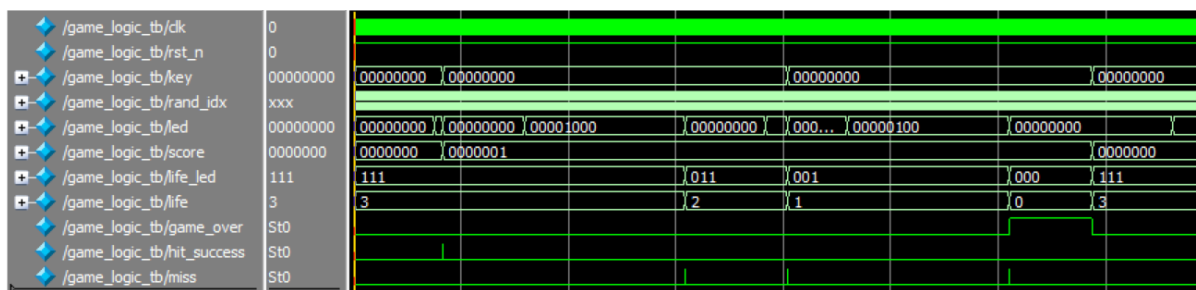 /game_logic_tb/clk 0
/game_logic_tb/rst_n 0
/game_logic_tb/key 00000000 00000000 00000000 00000000 00000000
/game_logic_tb/rand_idx xxx
/game_logic_tb/led 00000000 00000000 00000000 00001000 00000000 000... 00000100 00000000
/game_logic_tb/score 0000000 0000000 0000001 0000000
/game_logic_tb/life_led 111 111 011 001 000 111
/game_logic_tb/life 3 3 2 1 0 3
/game_logic_tb/game_over St0
/game_logic_tb/hit_success St0
/game_logic_tb/miss St0